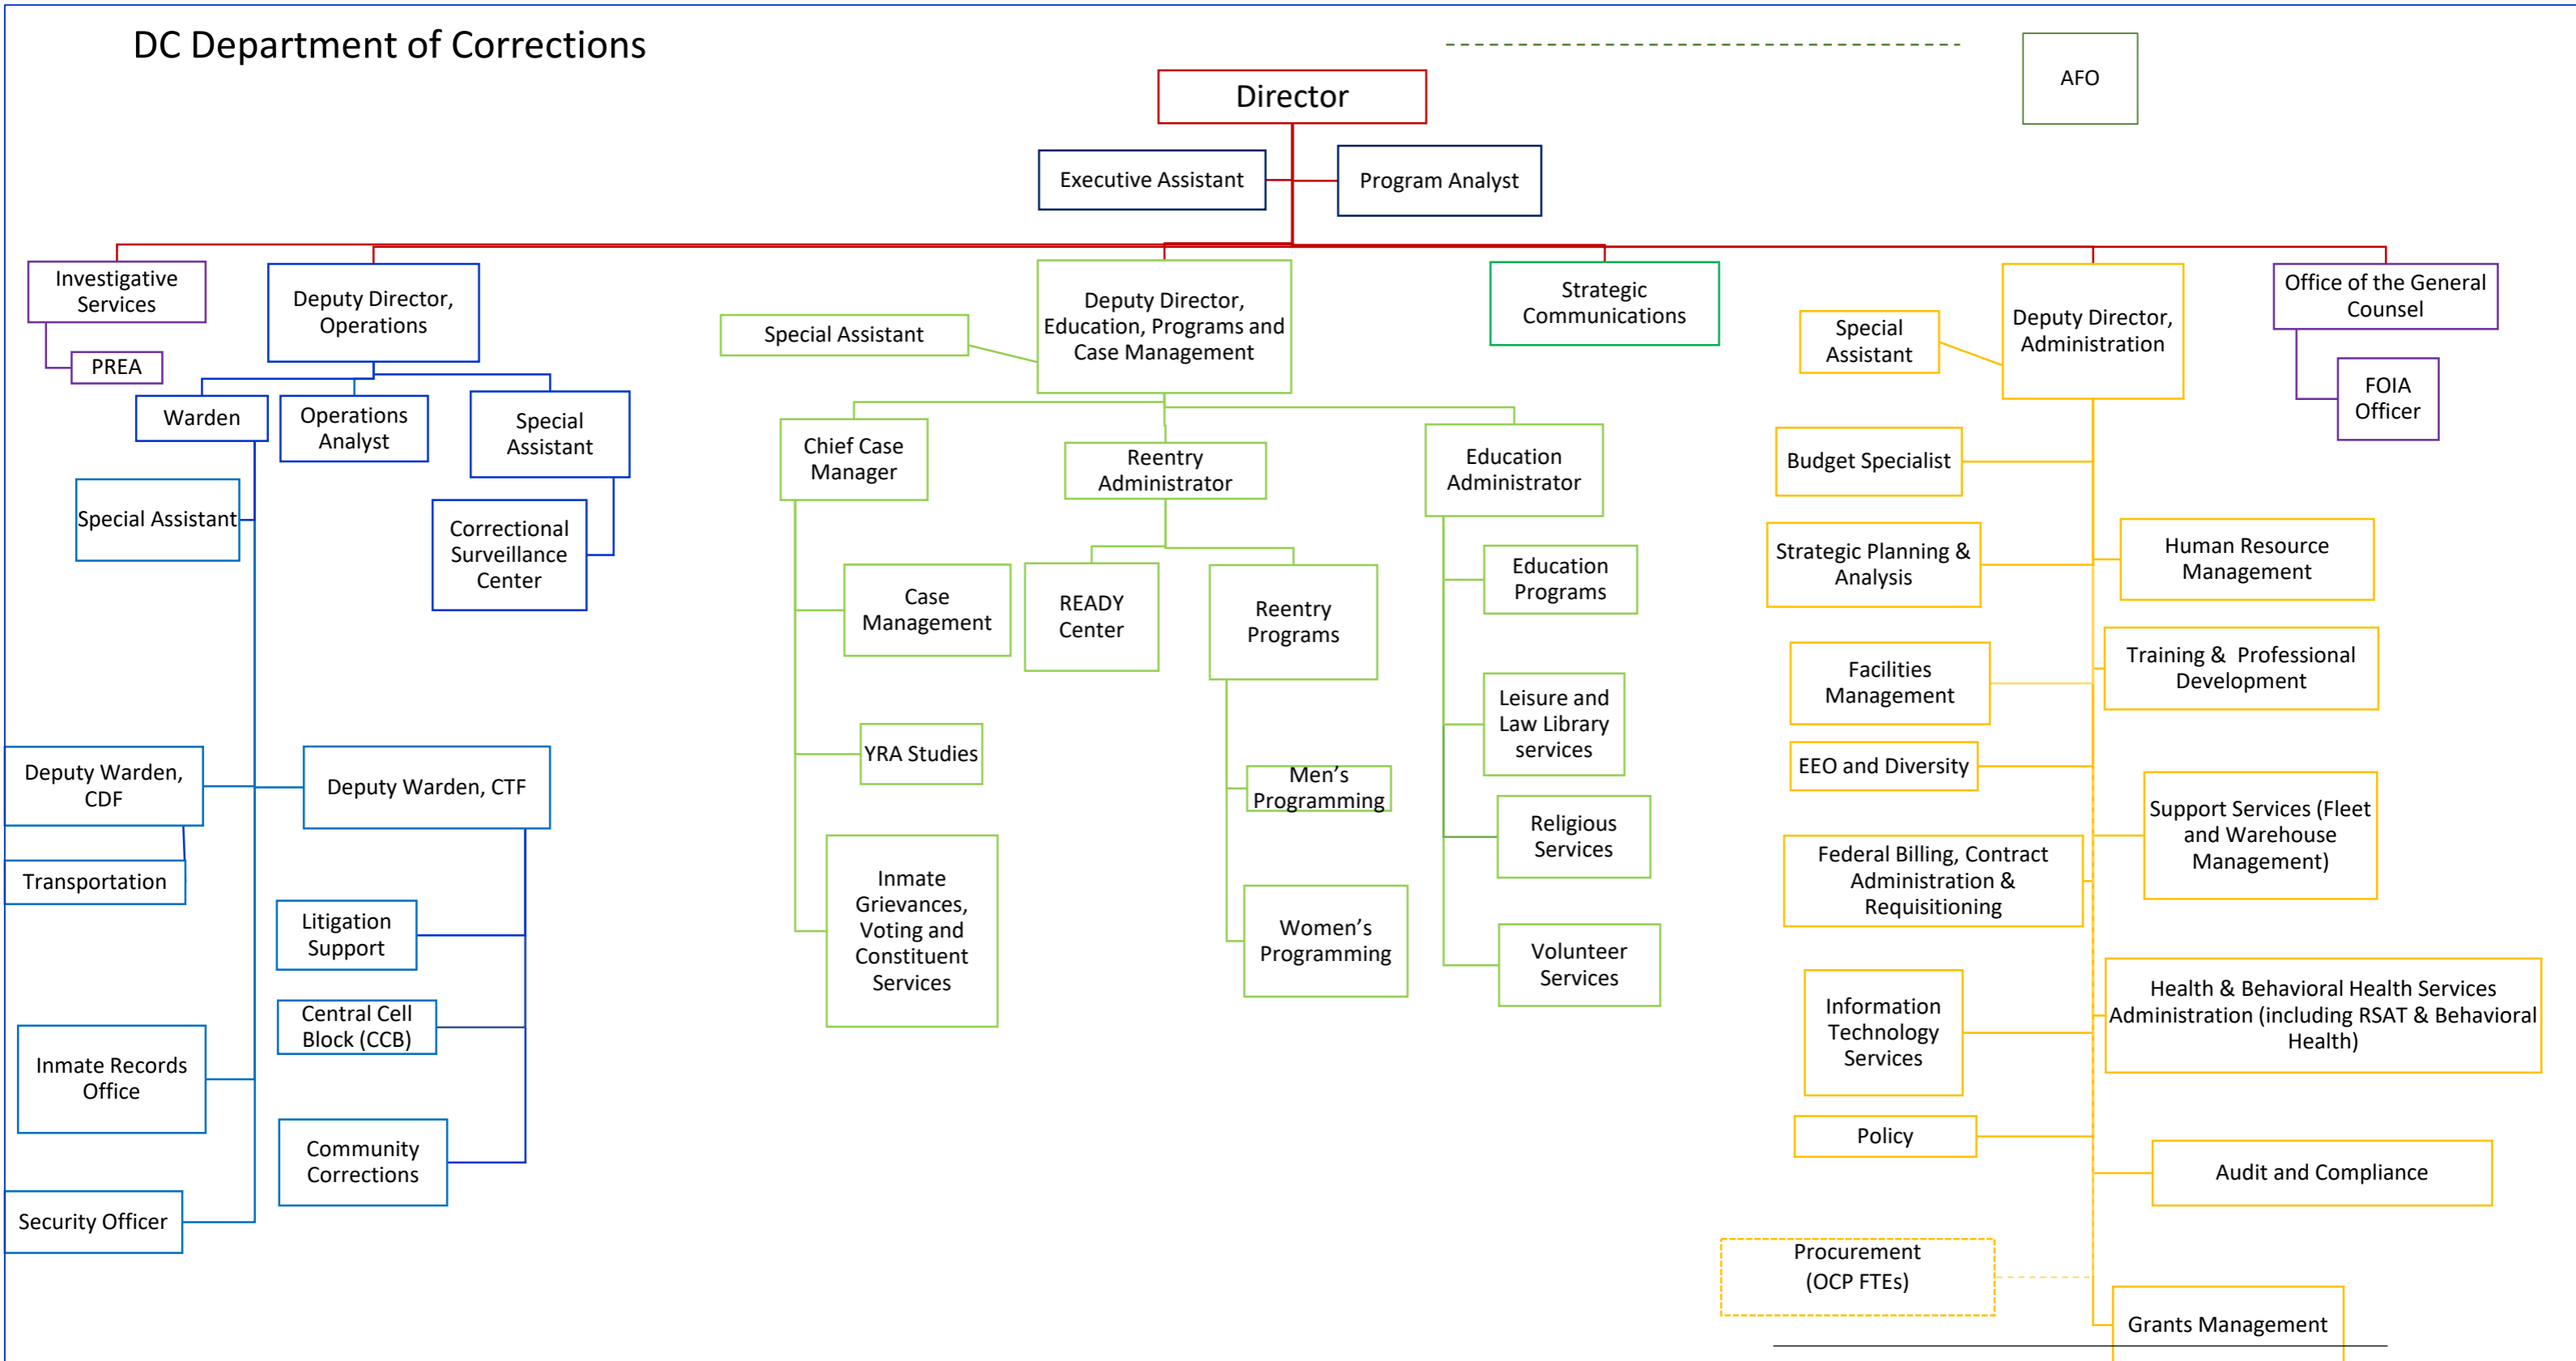 DC Department of Corrections
AFO
Director
Executive Assistant
Program Analyst
Investigative
Services
PREA
Deputy Director,
Operations
Warden
Operations
Analyst
Special
Assistant
Special Assistant
Correctional
Surveillance
Center
Deputy Warden,
CDF
Deputy Warden, CTF
Transportation
Litigation
Support
Central Cell
Block (CCB)
Inmate Records
Office
Community
Corrections
Security Officer
Special Assistant
Deputy Director,
Education, Programs and
Case Management
Chief Case
Manager
Reentry
Administrator
Education
Administrator
Case
Management
YRA Studies
Inmate
Grievances,
Voting and
Constituent
Services
READY
Center
Reentry
Programs
Men’s
Programming
Women’s
Programming
Education
Programs
Leisure and
Law Library
services
Religious
Services
Volunteer
Services
Strategic
Communications
Special
Assistant
Deputy Director,
Administration
Budget Specialist
Strategic Planning &
Analysis
Human Resource
Management
Facilities
Management
Training &  Professional
Development
EEO and Diversity
Support Services (Fleet
and Warehouse
Management)
Federal Billing, Contract
Administration &
Requisitioning
Information
Technology
Services
Health & Behavioral Health Services
Administration (including RSAT & Behavioral
Health)
Policy
Audit and Compliance
Procurement
(OCP FTEs)
Grants Management
Office of the General
Counsel
FOIA
Officer